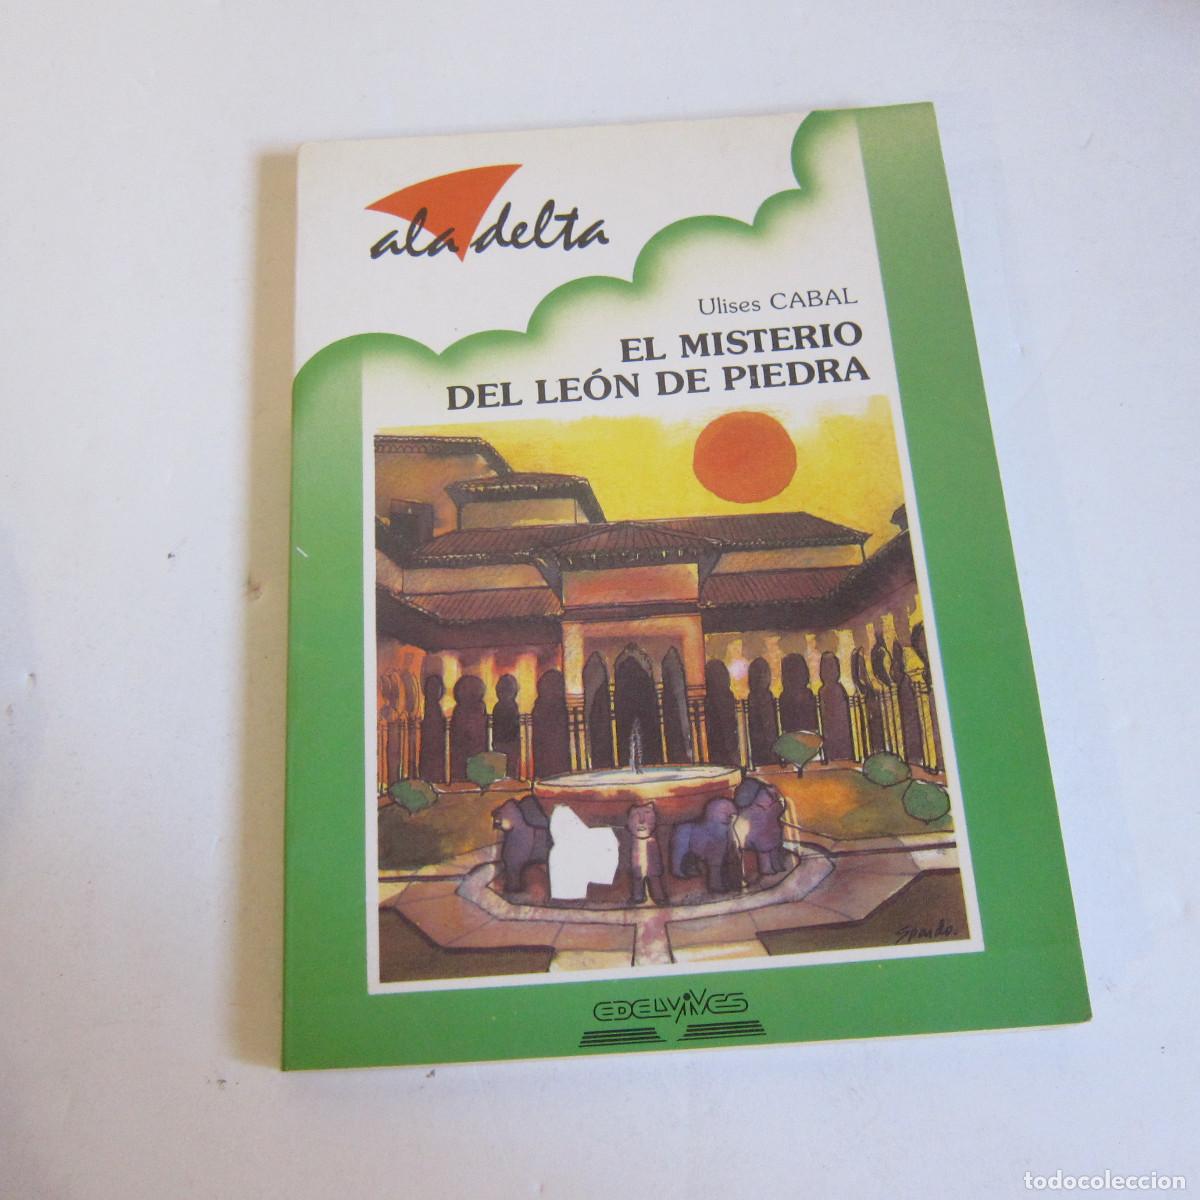 ala delta
Ulises CABAL
EL MISTERIO
DEL LEÓN DE PIEDRA
EDELVIVES
todocoleccion